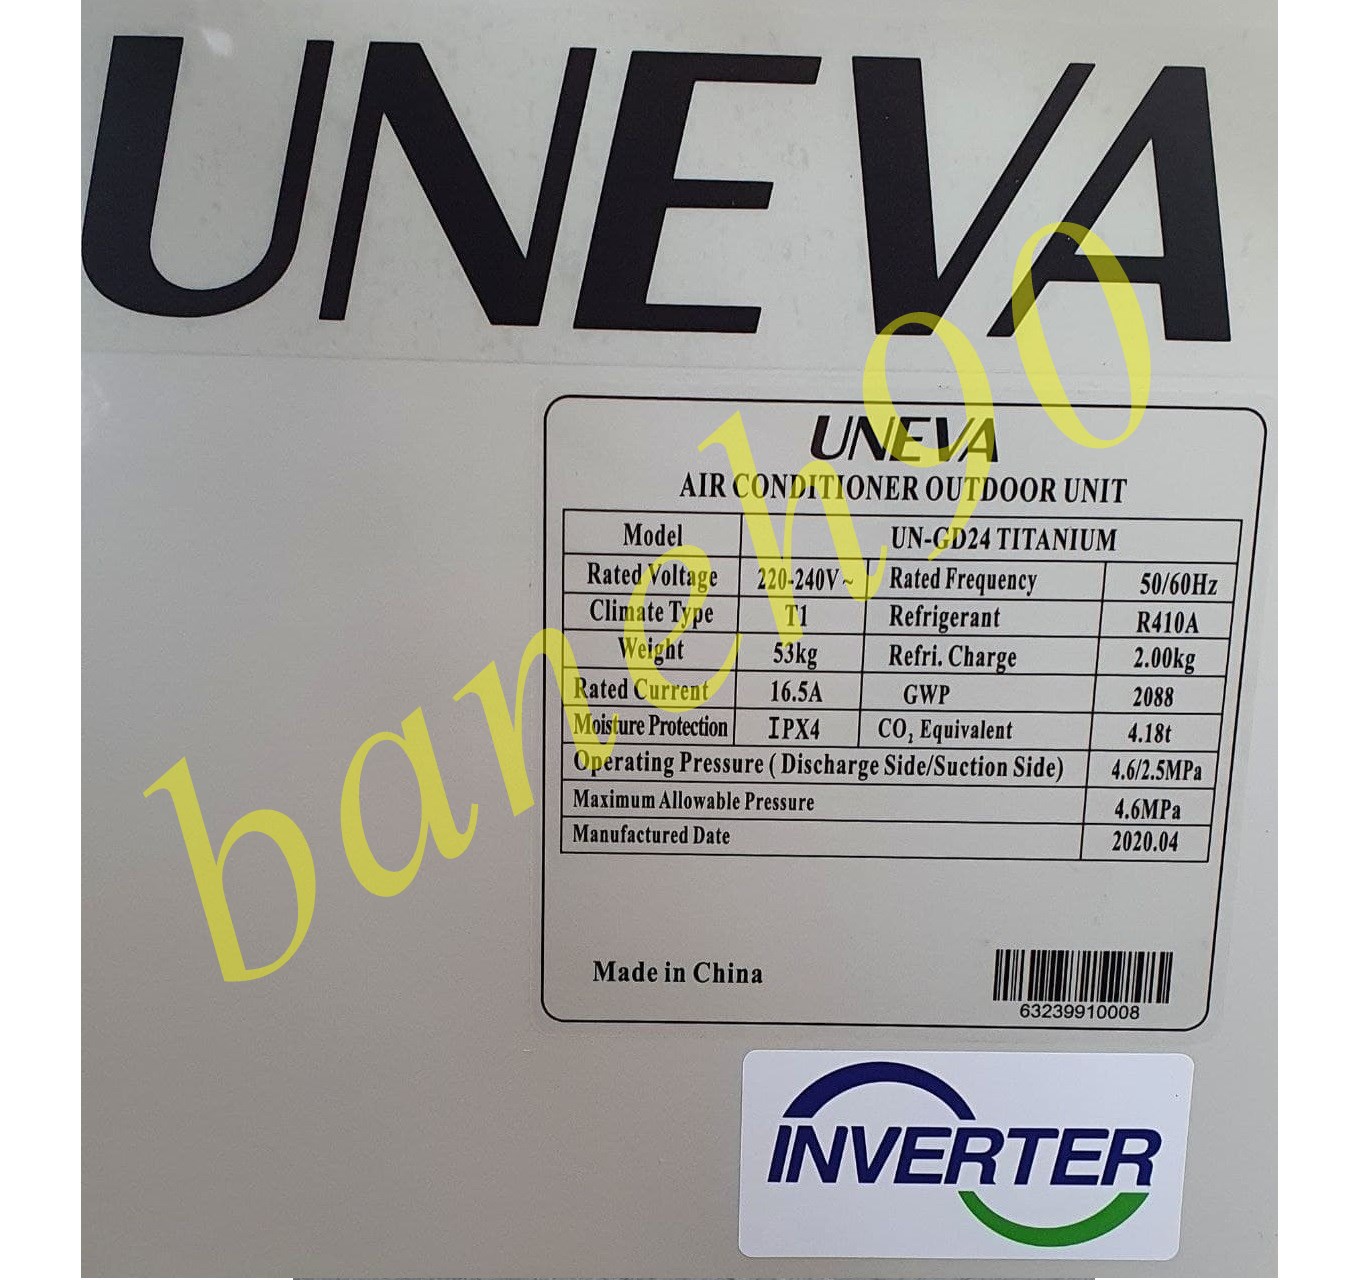 UNEVA
UNEVA
AIR CONDITIONER OUTDOOR UNIT
Model UN-GD24 TITANIUM
Rated Voltage 220-240V~ Rated Frequency 50/60Hz
Climate Type T1 Refrigerant R410A
Weight 53kg Refri. Charge 2.00kg
Rated Current 16.5A GWP 2088
Moisture Protection IPX4 CO₂ Equivalent 4.18t
Operating Pressure ( Discharge Side/Suction Side) 4.6/2.5MPa
Maximum Allowable Pressure 4.6MPa
Manufactured Date 2020.04
Made in China
63239910008
INVERTER
baneh90